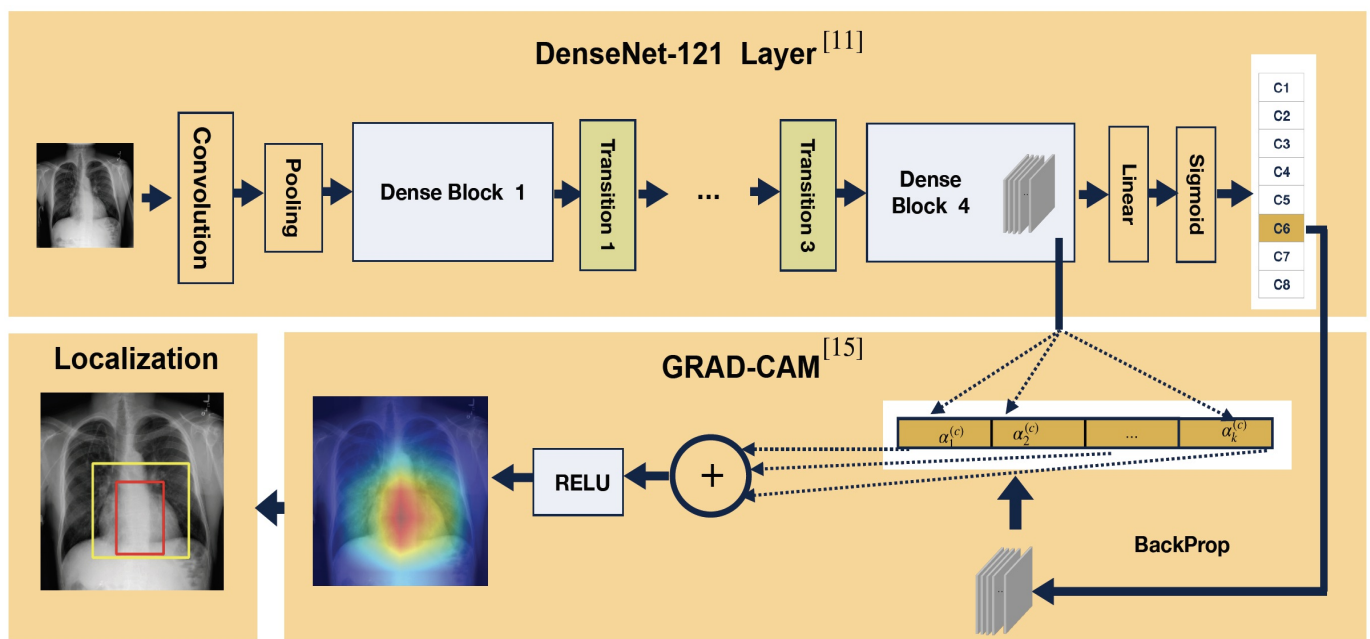 DenseNet-121 Layer [11]
Convolution
Pooling
Dense Block 1
Transition 1
...
Transition 3
Dense
Block 4
..
Linear
Sigmoid
C1
C2
C3
C4
C5
C6
C7
C8
Localization
GRAD-CAM [15]
α₁⁽ᶜ⁾ α₂⁽ᶜ⁾ ... αₖ⁽ᶜ⁾
+
RELU
BackProp
..